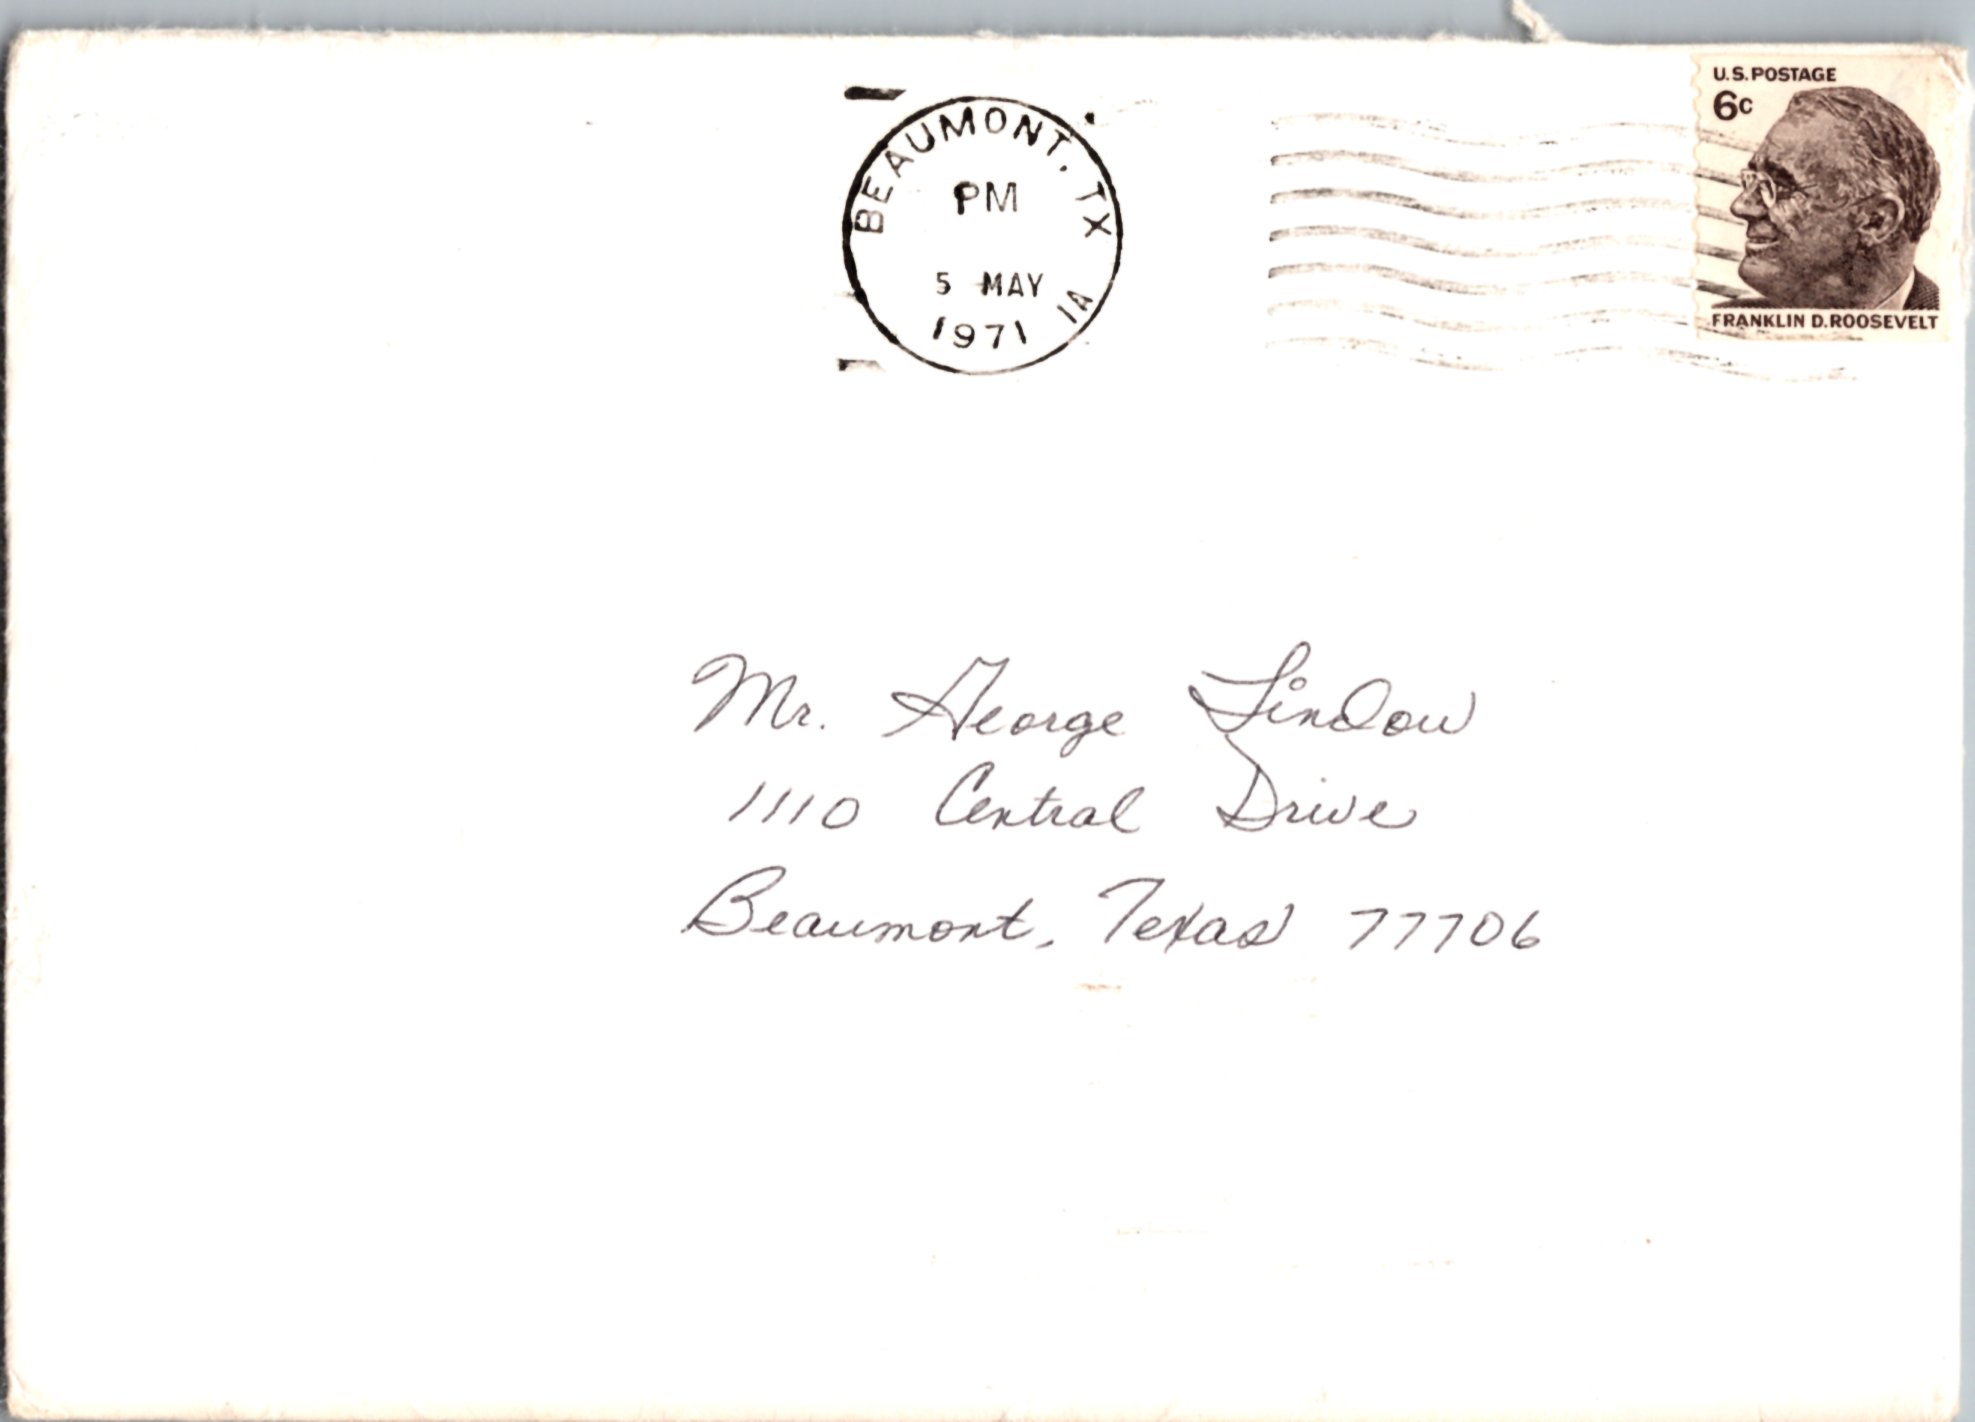 BEAUMONT, TX
PM
5 MAY
1971
1A
U.S. POSTAGE
6c
FRANKLIN D. ROOSEVELT
Mr. George Lindow
1110 Central Drive
Beaumont, Texas 77706